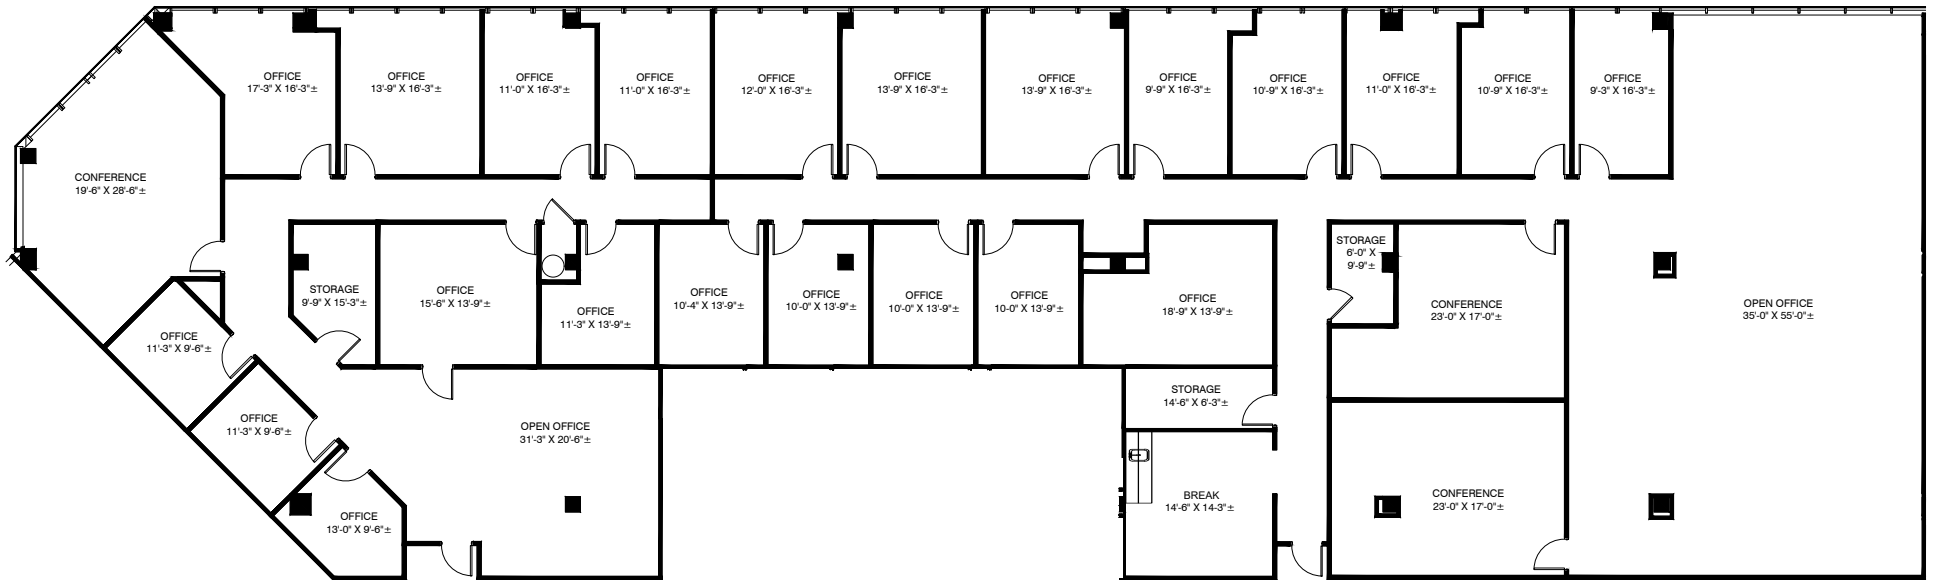 OFFICE
17'-3" X 16'-3"±
OFFICE
13'-9" X 16'-3"±
OFFICE
11'-0" X 16'-3"±
OFFICE
11'-0" X 16'-3"±
OFFICE
12'-0" X 16'-3"±
OFFICE
13'-9" X 16'-3"±
OFFICE
13'-9" X 16'-3"±
OFFICE
9'-9" X 16'-3"±
OFFICE
10'-9" X 16'-3"±
OFFICE
11'-0" X 16'-3"±
OFFICE
10'-9" X 16'-3"±
OFFICE
9'-3" X 16'-3"±
CONFERENCE
19'-6" X 28'-6"±
STORAGE
9'-9" X 15'-3"±
OFFICE
15'-6" X 13'-9"±
OFFICE
11'-3" X 13'-9"±
OFFICE
10'-4" X 13'-9"±
OFFICE
10'-0" X 13'-9"±
OFFICE
10'-0" X 13'-9"±
OFFICE
10-0" X 13'-9"±
OFFICE
18'-9" X 13'-9"±
STORAGE
6'-0" X
9'-9"±
CONFERENCE
23'-0" X 17'-0"±
OPEN OFFICE
35'-0" X 55'-0"±
OFFICE
11'-3" X 9'-6"±
OFFICE
11'-3" X 9'-6"±
OPEN OFFICE
31'-3" X 20'-6"±
STORAGE
14'-6" X 6'-3"±
BREAK
14'-6" X 14'-3"±
CONFERENCE
23'-0" X 17'-0"±
OFFICE
13'-0" X 9'-6"±